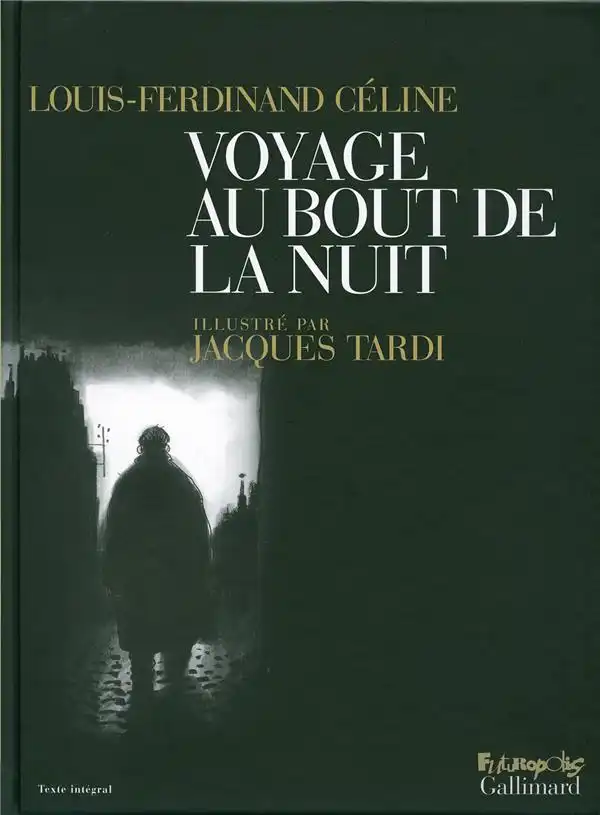 LOUIS-FERDINAND CÉLINE
VOYAGE
AU BOUT DE
LA NUIT
ILLUSTRÉ PAR
JACQUES TARDI
FUTUROPOLIS
Gallimard
Texte intégral